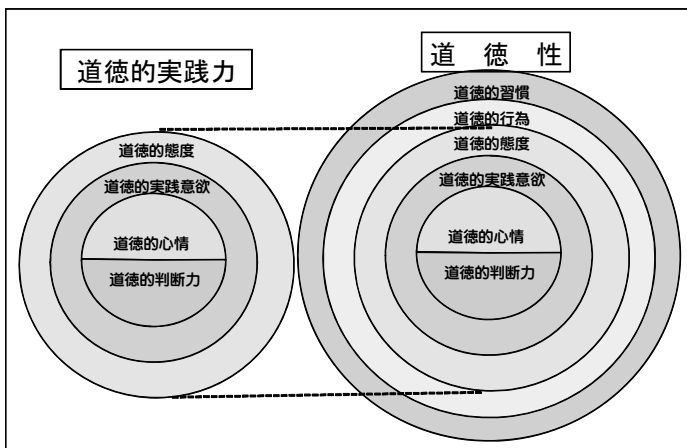 道徳的実践力
道徳的態度
道徳的実践意欲
道徳的心情
道徳的判断力
道　徳　性
道徳的習慣
道徳的行為
道徳的態度
道徳的実践意欲
道徳的心情
道徳的判断力